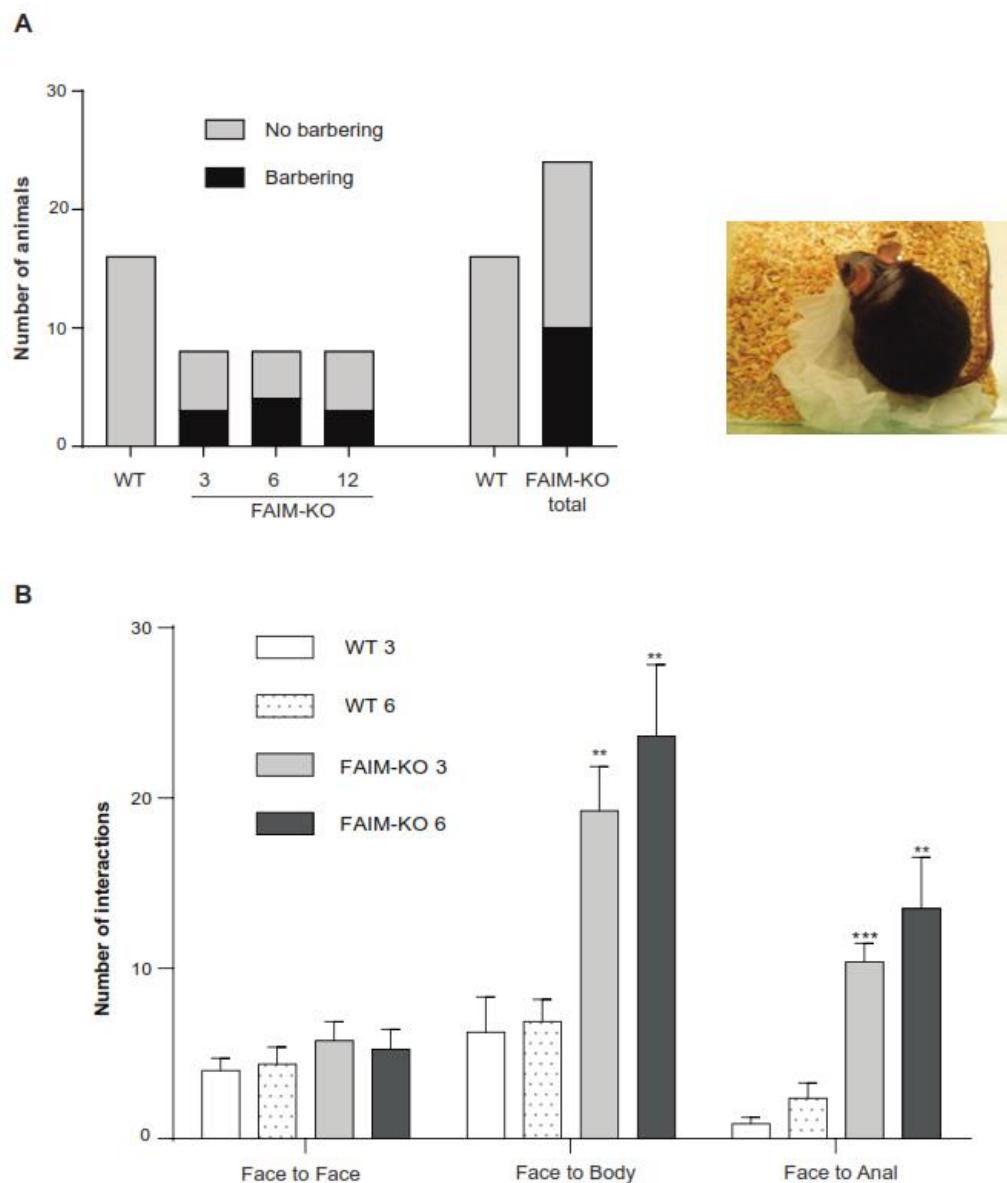 A
Number of animals
30
20
10
0
No barbering
Barbering
WT
3
6
12
FAIM-KO
WT
FAIM-KO
total
B
Number of interactions
30
20
10
0
WT 3
WT 6
FAIM-KO 3
FAIM-KO 6
**
**
***
**
Face to Face
Face to Body
Face to Anal